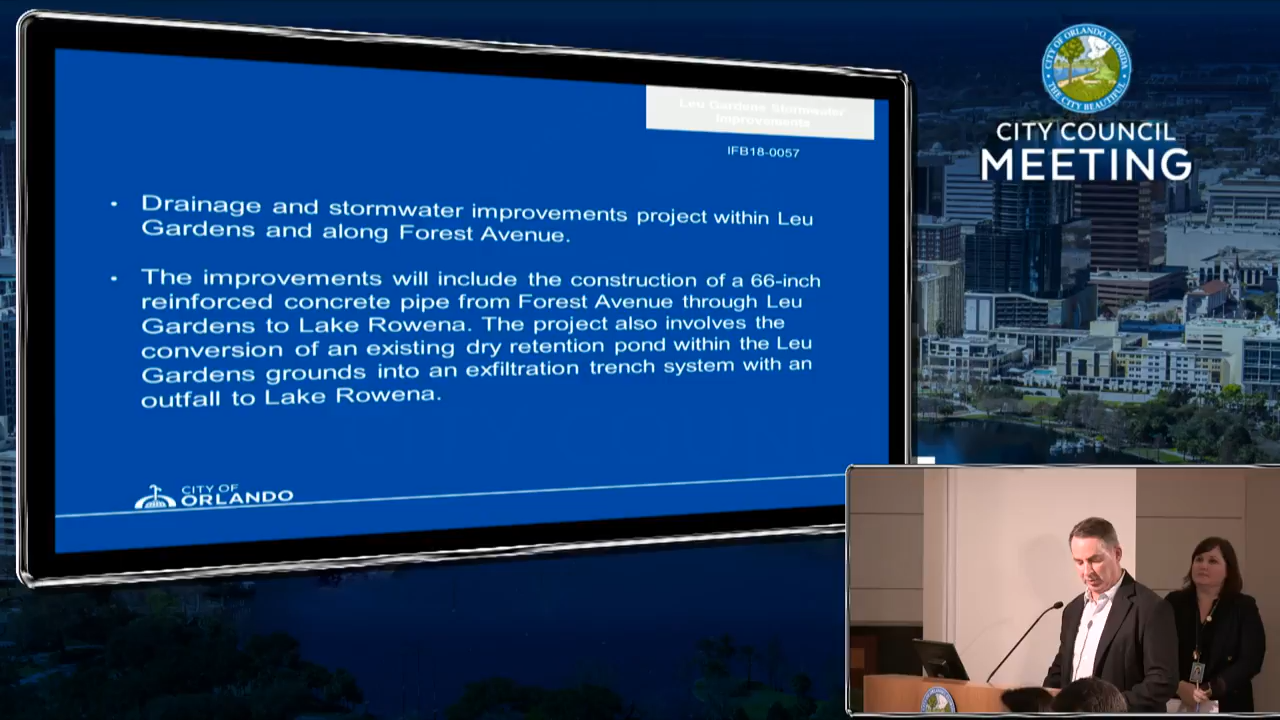 Leu Gardens Stormwater
Improvements
IFB18-0057
• Drainage and stormwater improvements project within Leu
Gardens and along Forest Avenue.
• The improvements will include the construction of a 66-inch
reinforced concrete pipe from Forest Avenue through Leu
Gardens to Lake Rowena. The project also involves the
conversion of an existing dry retention pond within the Leu
Gardens grounds into an exfiltration trench system with an
outfall to Lake Rowena.
CITY OF
ORLANDO
CITY OF ORLANDO, FLORIDA
THE CITY BEAUTIFUL
CITY COUNCIL
MEETING